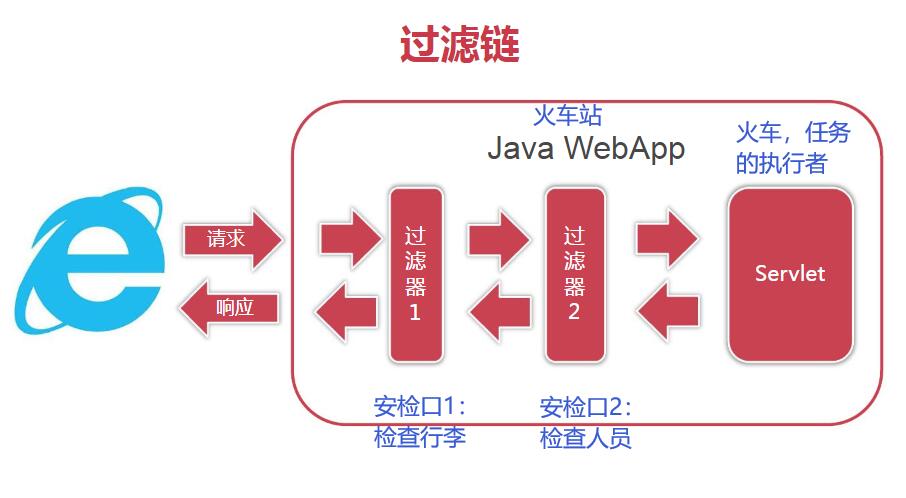 过滤链
火车站
Java WebApp
火车，任务
的执行者
请求
响应
过滤器1
过滤器2
Servlet
安检口1：
检查行李
安检口2：
检查人员